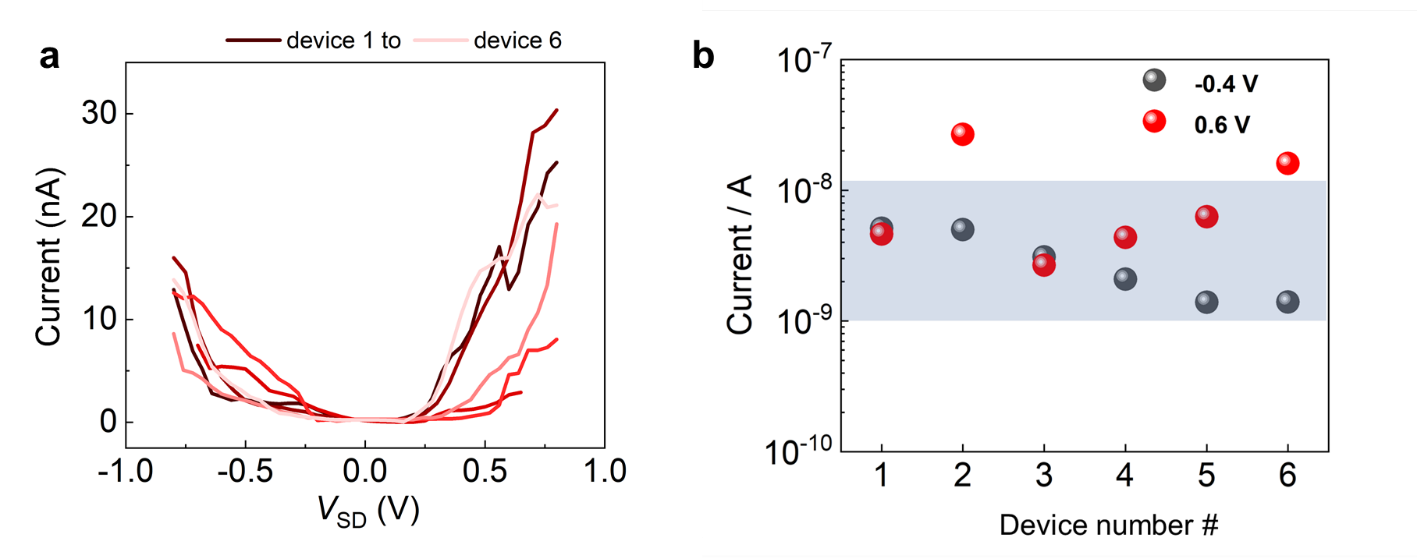 a
device 1 to device 6
30
20
10
0
Current (nA)
-1.0 -0.5 0.0 0.5 1.0
VSD (V)
b
-0.4 V
0.6 V
10-7
10-8
10-9
10-10
Current / A
1 2 3 4 5 6
Device number #